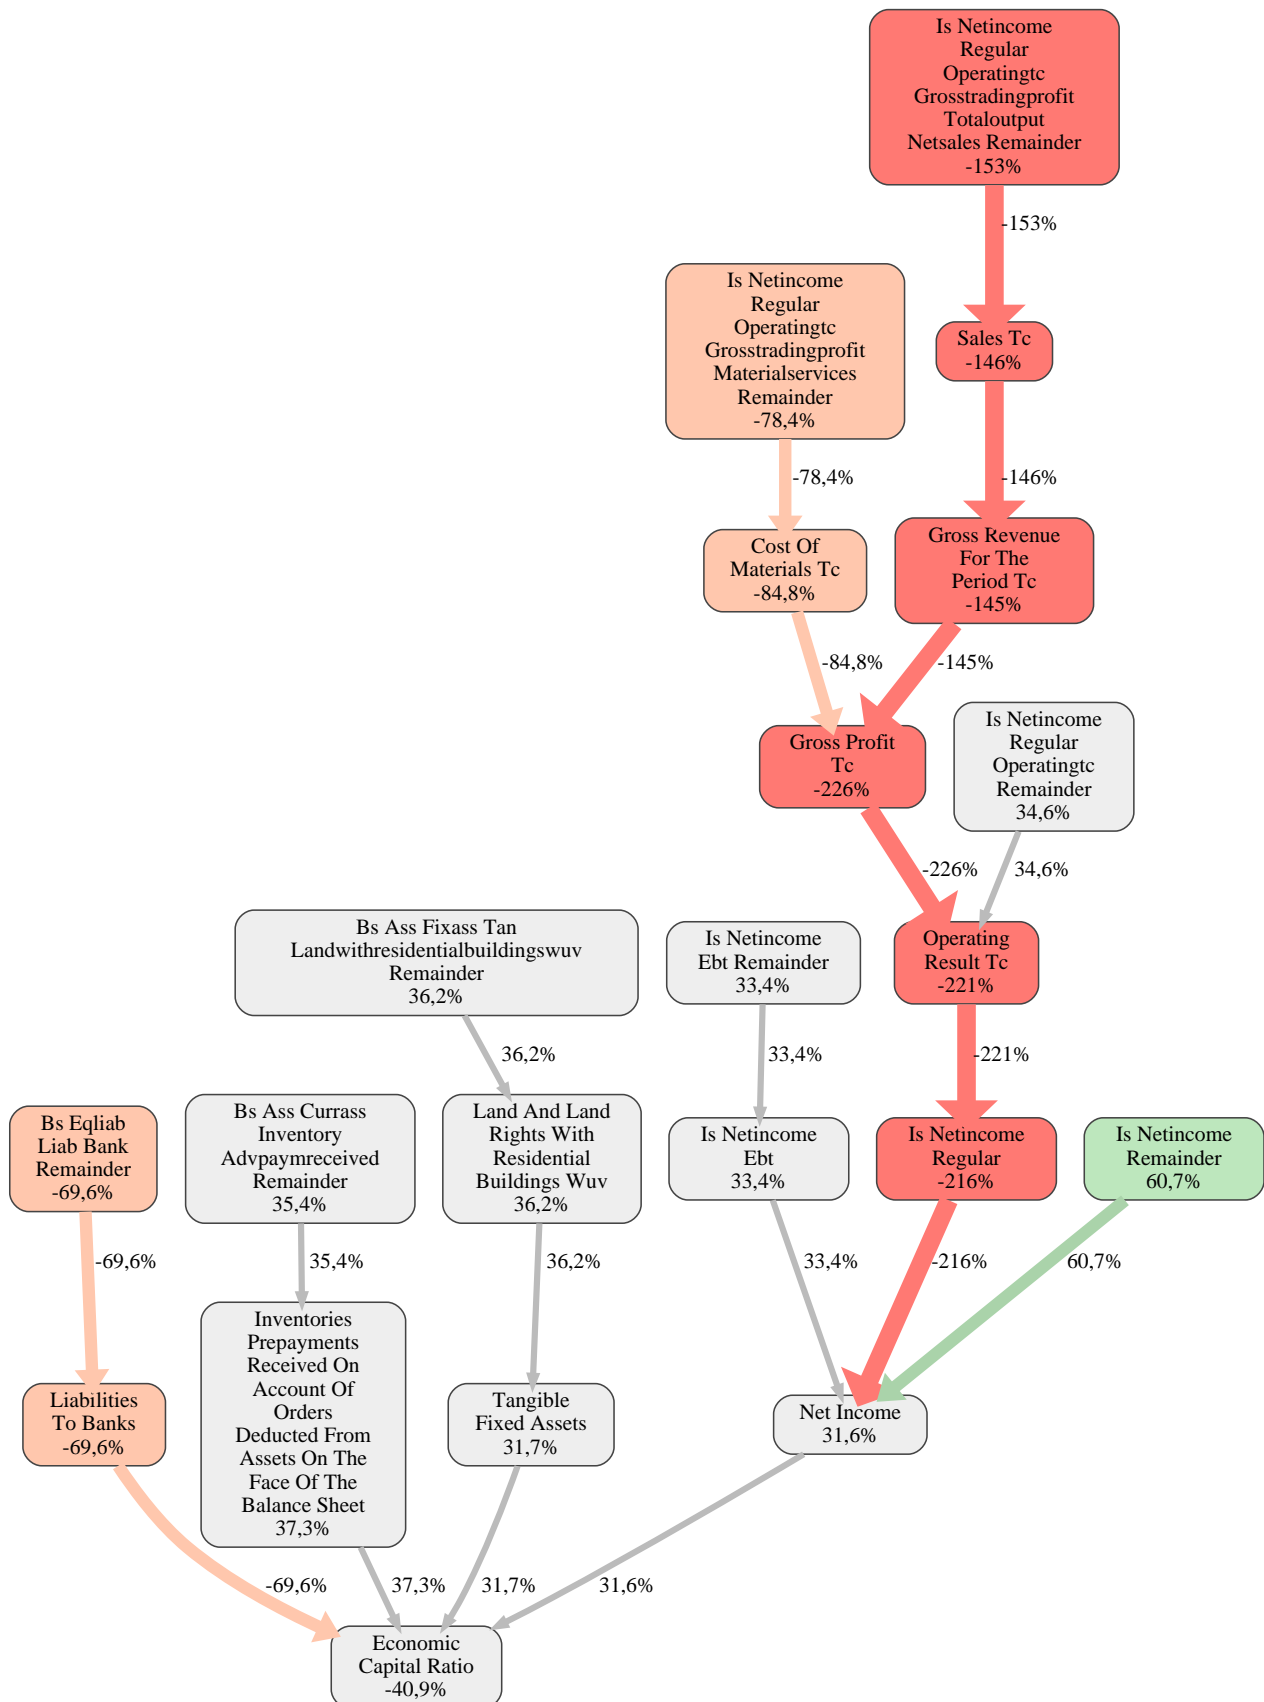 Is Netincome
Regular
Operatingtc
Grosstradingprofit
Totaloutput
Netsales Remainder
-153%
-153%
Is Netincome
Regular
Operatingtc
Grosstradingprofit
Materialservices
Remainder
-78,4%
Sales Tc
-146%
-78,4%
-146%
Cost Of
Materials Tc
-84,8%
Gross Revenue
For The
Period Tc
-145%
-84,8%
-145%
Gross Profit
Tc
-226%
Is Netincome
Regular
Operatingtc
Remainder
34,6%
-226%
34,6%
Bs Ass Fixass Tan
Landwithresidentialbuildingswuv
Remainder
36,2%
Is Netincome
Ebt Remainder
33,4%
Operating
Result Tc
-221%
36,2%
33,4%
-221%
Bs Eqliab
Liab Bank
Remainder
-69,6%
Bs Ass Currass
Inventory
Advpaymreceived
Remainder
35,4%
Land And Land
Rights With
Residential
Buildings Wuv
36,2%
Is Netincome
Ebt
33,4%
Is Netincome
Regular
-216%
Is Netincome
Remainder
60,7%
-69,6%
35,4%
36,2%
33,4%
-216%
60,7%
Liabilities
To Banks
-69,6%
Inventories
Prepayments
Received On
Account Of
Orders
Deducted From
Assets On The
Face Of The
Balance Sheet
37,3%
Tangible
Fixed Assets
31,7%
Net Income
31,6%
-69,6%
37,3%
31,7%
31,6%
Economic
Capital Ratio
-40,9%